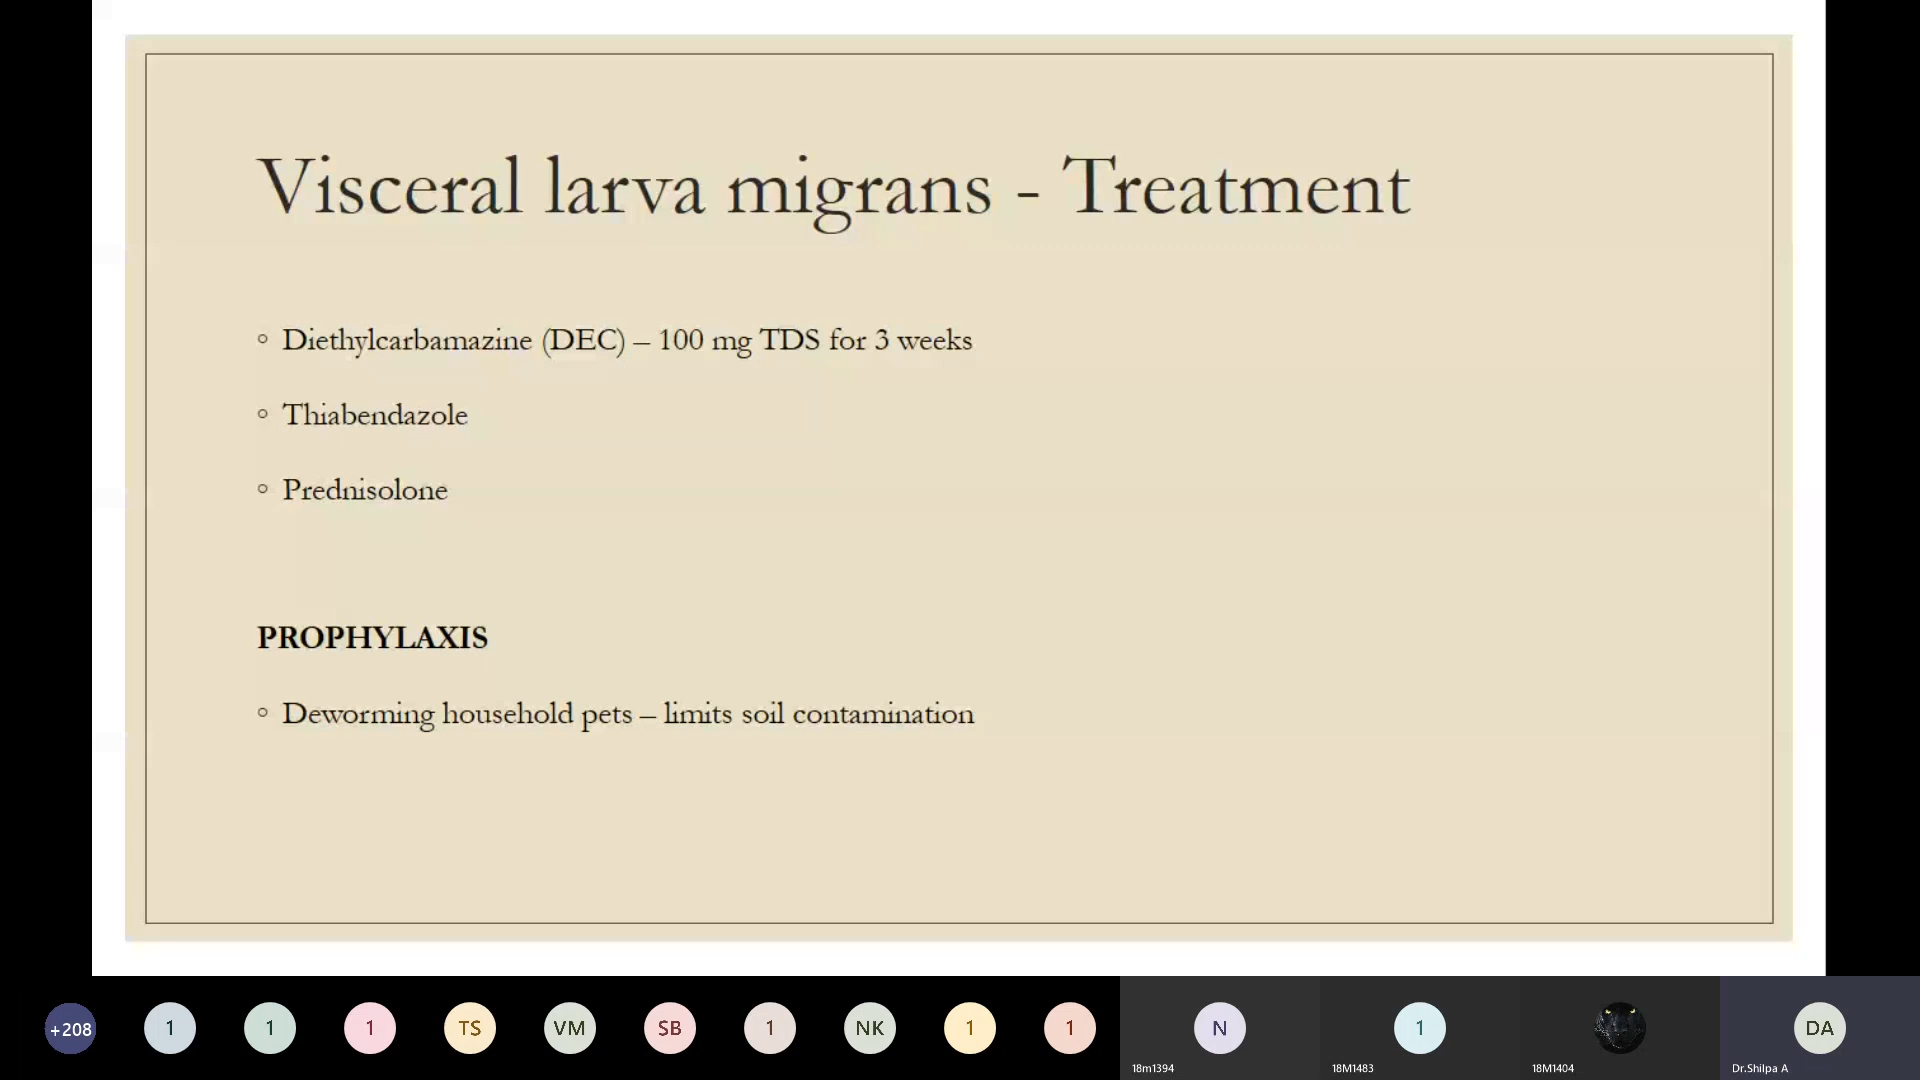 Visceral larva migrans - Treatment
◦ Diethylcarbamazine (DEC) – 100 mg TDS for 3 weeks
◦ Thiabendazole
◦ Prednisolone
PROPHYLAXIS
◦ Deworming household pets – limits soil contamination
+208 1 1 1 TS VM SB 1 NK 1 1 N 1 DA
18m1394 18M1483 18M1404 Dr.Shilpa A